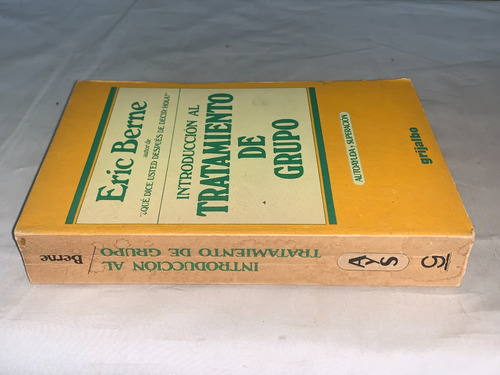 Eric Berne
autor de
"¿QUÉ DICE USTED DESPUÉS DE DECIR HOLA?"
INTRODUCCIÓN AL
TRATAMIENTO
DE
GRUPO
AUTOAYUDA Y SUPERACIÓN
grijalbo
INTRODUCCIÓN AL
TRATAMIENTO DE GRUPO
Berne
A
Y
S
g